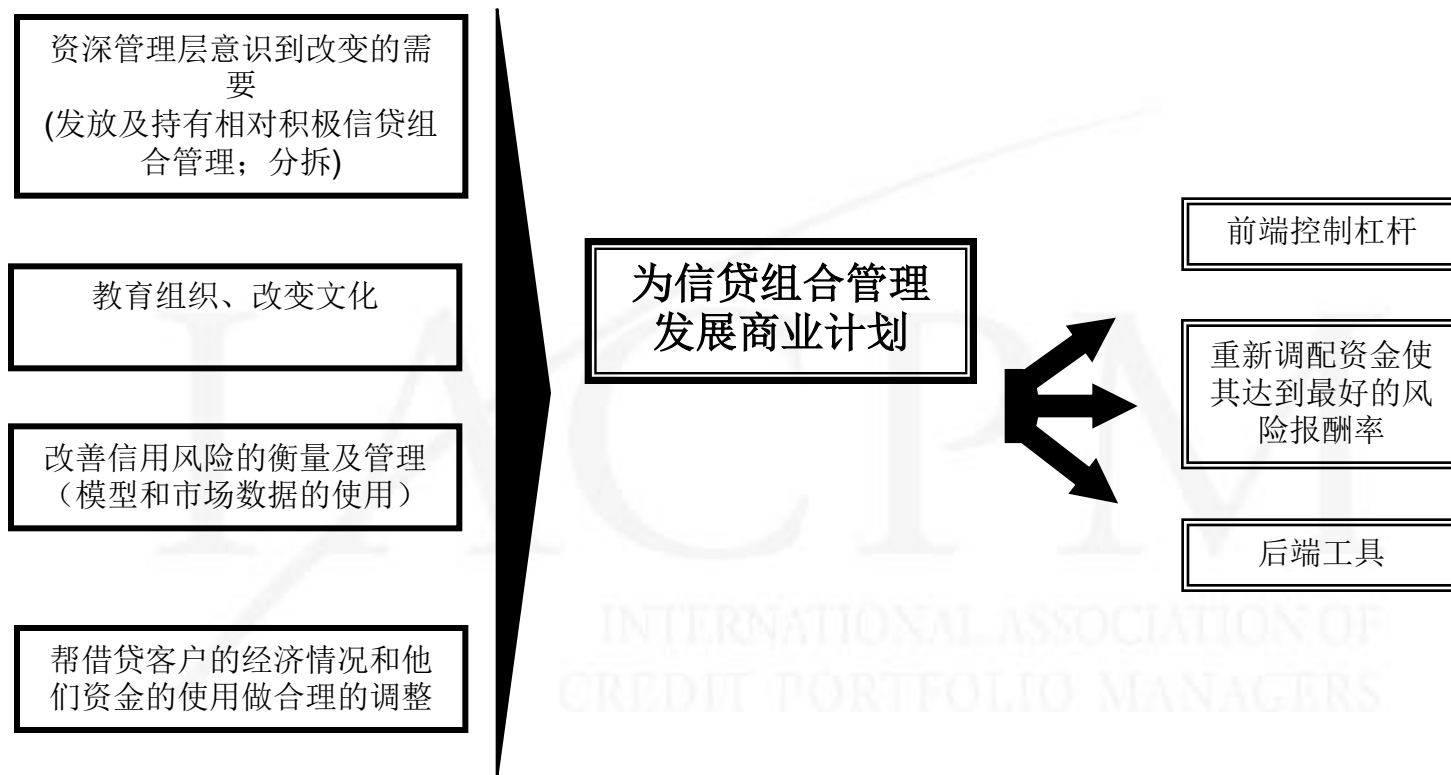 资深管理层意识到改变的需
要
(发放及持有相对积极信贷组
合管理；分拆)
教育组织、改变文化
改善信用风险的衡量及管理
（模型和市场数据的使用）
帮借贷客户的经济情况和他
们资金的使用做合理的调整
为信贷组合管理
发展商业计划
前端控制杠杆
重新调配资金使
其达到最好的风
险报酬率
后端工具
IACPM
INTERNATIONAL ASSOCIATION OF
CREDIT PORTFOLIO MANAGERS